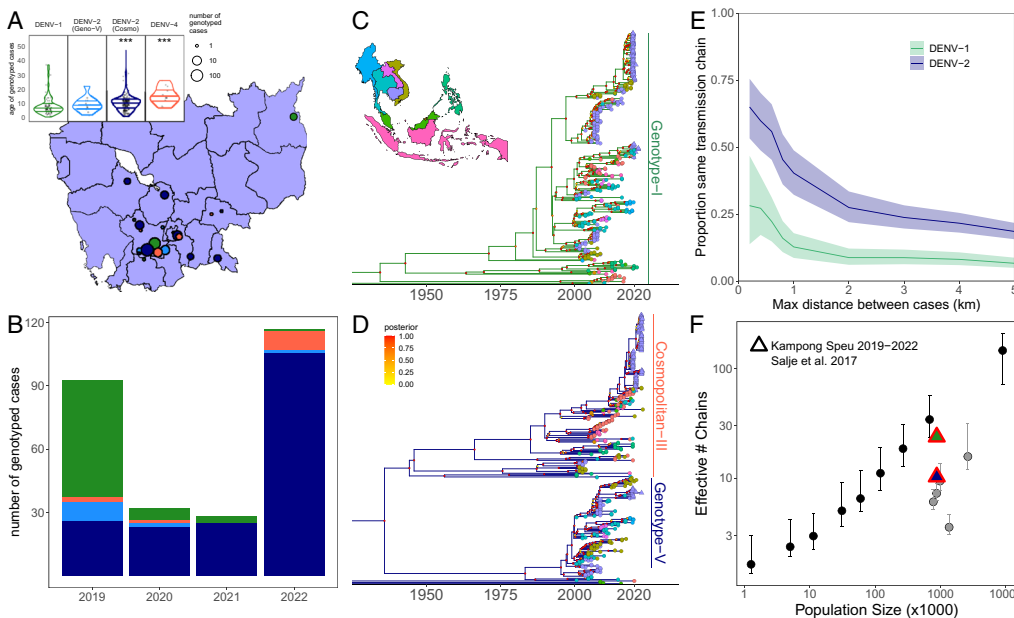 A
DENV-1
DENV-2
(Geno-V)
DENV-2
(Cosmo)
DENV-4
number of
genotyped
cases
***
***
1
10
100
age of genotyped cases
50
40
30
20
10
0
B
number of genotyped cases
120
90
60
30
2019
2020
2021
2022
C
Genotype-I
1950
1975
2000
2020
D
posterior
1.00
0.75
0.50
0.25
0.00
Cosmopolitan-III
Genotype-V
1950
1975
2000
2020
E
DENV-1
DENV-2
Proportion same transmission chain
1.00
0.75
0.50
0.25
0.00
0
1
2
3
4
5
Max distance between cases (km)
F
Kampong Speu 2019-2022
Salje et al. 2017
Effective # Chains
100
30
10
3
1
10
100
1000
1000
Population Size (x1000)